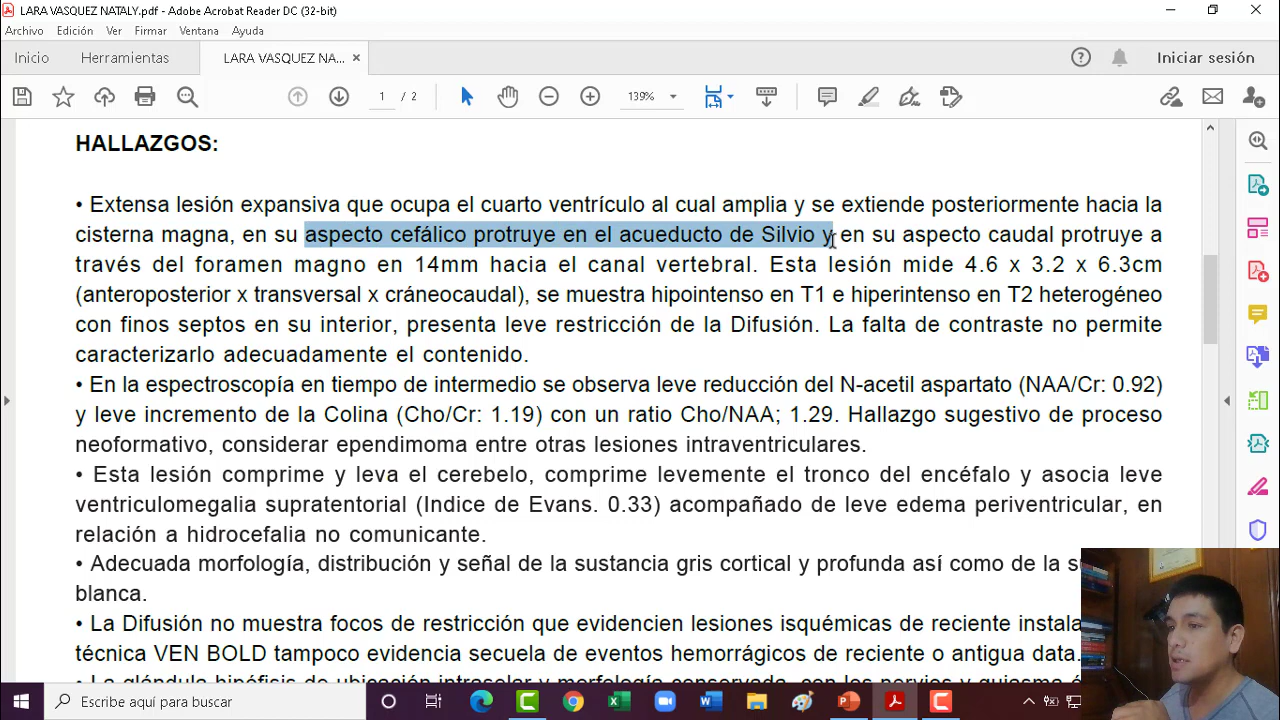 LARA VASQUEZ NATALY.pdf - Adobe Acrobat Reader DC (32-bit)
Archivo Edición Ver Firmar Ventana Ayuda
Inicio Herramientas LARA VASQUEZ NA... × Iniciar sesión
1 / 2 139%
HALLAZGOS:
• Extensa lesión expansiva que ocupa el cuarto ventrículo al cual amplia y se extiende posteriormente hacia la
cisterna magna, en su aspecto cefálico protruye en el acueducto de Silvio y en su aspecto caudal protruye a
través del foramen magno en 14mm hacia el canal vertebral. Esta lesión mide 4.6 x 3.2 x 6.3cm
(anteroposterior x transversal x cráneocaudal), se muestra hipointenso en T1 e hiperintenso en T2 heterogéneo
con finos septos en su interior, presenta leve restricción de la Difusión. La falta de contraste no permite
caracterizarlo adecuadamente el contenido.
• En la espectroscopía en tiempo de intermedio se observa leve reducción del N-acetil aspartato (NAA/Cr: 0.92)
y leve incremento de la Colina (Cho/Cr: 1.19) con un ratio Cho/NAA; 1.29. Hallazgo sugestivo de proceso
neoformativo, considerar ependimoma entre otras lesiones intraventriculares.
• Esta lesión comprime y leva el cerebelo, comprime levemente el tronco del encéfalo y asocia leve
ventriculomegalia supratentorial (Indice de Evans. 0.33) acompañado de leve edema periventricular, en
relación a hidrocefalia no comunicante.
• Adecuada morfología, distribución y señal de la sustancia gris cortical y profunda así como de la
blanca.
• La Difusión no muestra focos de restricción que evidencien lesiones isquémicas de reciente
técnica VEN BOLD tampoco evidencia secuela de eventos hemorrágicos de reciente o antigua data.
• La glándula hipófisis de ubicación intraselar y morfología conservada, con los nervios y quiasma
Escribe aquí para buscar